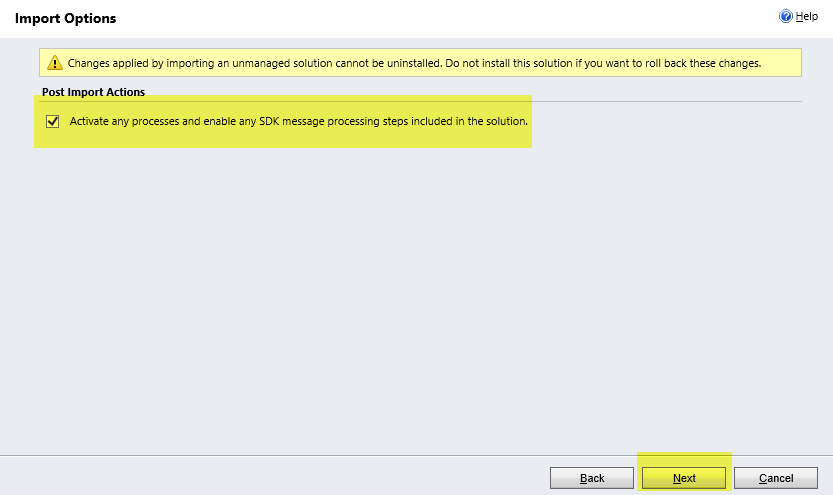 Import Options
Help
Changes applied by importing an unmanaged solution cannot be uninstalled. Do not install this solution if you want to roll back these changes.
Post Import Actions
Activate any processes and enable any SDK message processing steps included in the solution.
Back
Next
Cancel